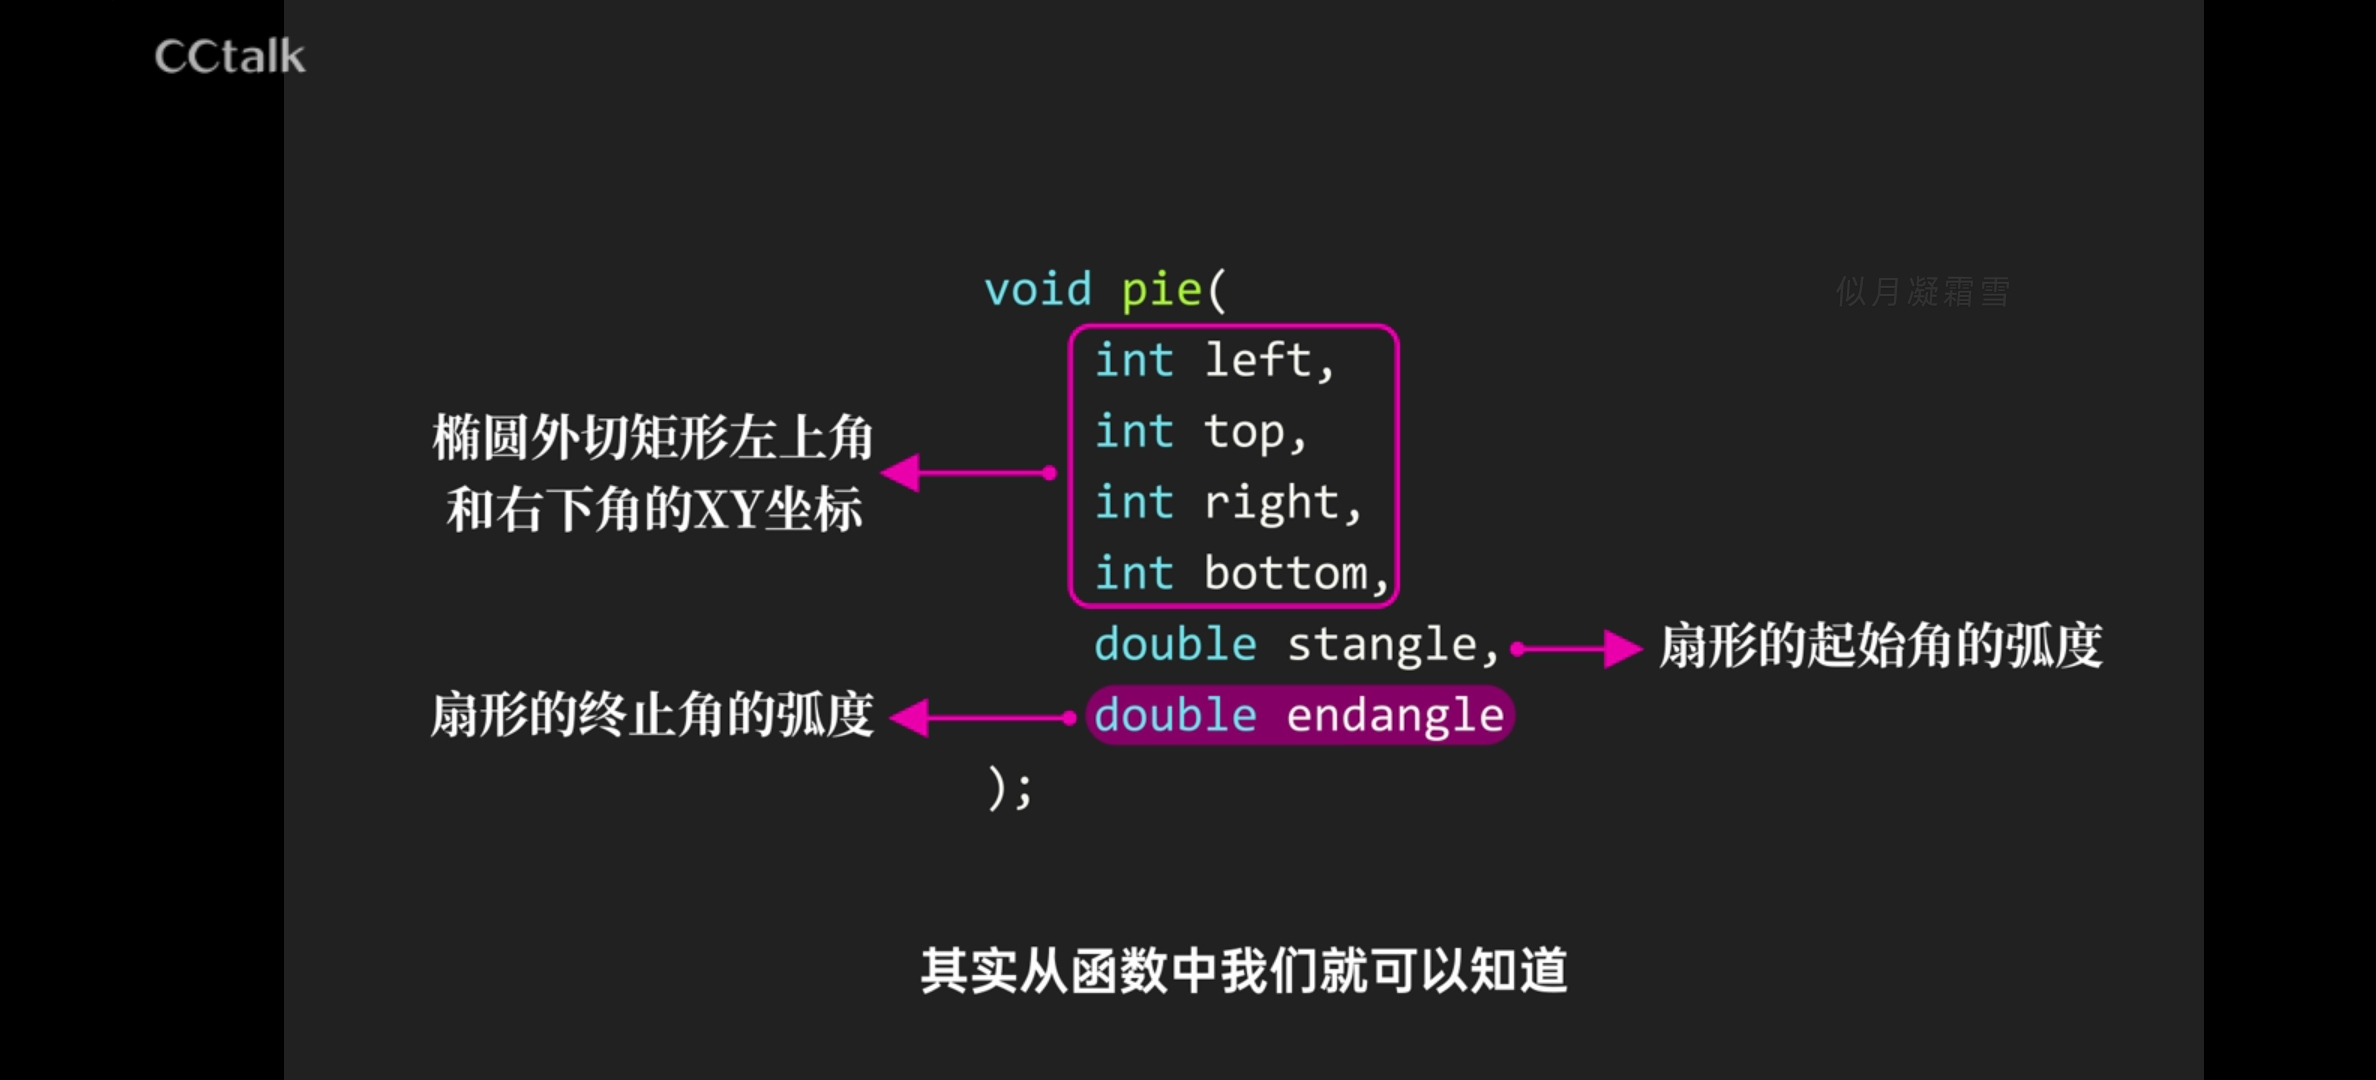 CCtalk
void pie(
似月凝霜雪
int left,
int top,
int right,
int bottom,
椭圆外切矩形左上角
和右下角的XY坐标
double stangle,
扇形的起始角的弧度
扇形的终止角的弧度
double endangle
);
其实从函数中我们就可以知道